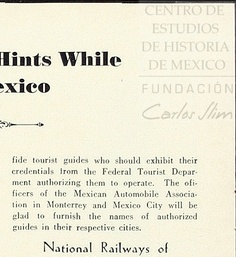 CENTRO DE
ESTUDIOS
DE HISTORIA
DE MEXICO
FUNDACIÓN
Carlos Slim
Hints While
exico
fide tourist guides who should exhibit their
credentials from the Federal Tourist Depar-
ment authorizing them to operate. The of-
ficers of the Mexican Automobile Associa-
tion in Monterrey and Mexico City will be
glad to furnish the names of authorized
guides in their respective cities.
National Railways of